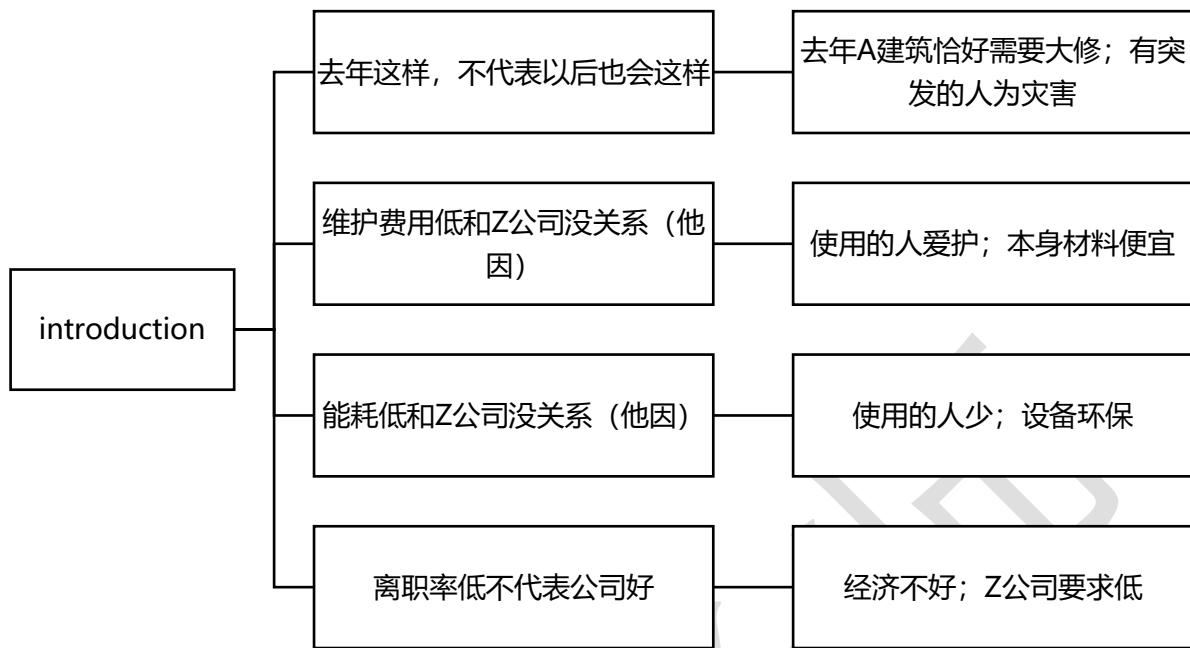 introduction
去年这样，不代表以后也会这样
去年A建筑恰好需要大修；有突
发的人为灾害
维护费用低和Z公司没关系（他
因）
使用的人爱护；本身材料便宜
能耗低和Z公司没关系（他因）
使用的人少；设备环保
离职率低不代表公司好
经济不好；Z公司要求低